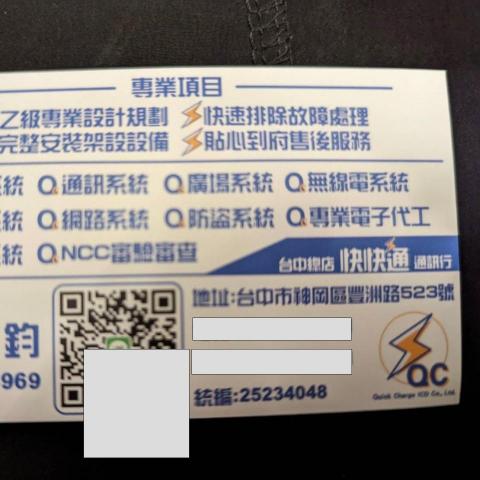 專業項目
乙級專業設計規劃 快速排除故障處理
完整安裝架設設備 貼心到府售後服務
系統 通訊系統 廣場系統 無線電系統
系統 網路系統 防盜系統 專業電子代工
系統 NCC審驗審查
台中總店 快快通 通訊行
地址:台中市神岡區豐洲路523號
鈞
969
統編:25234048
QC
Quick Charge ICD Co., Ltd.